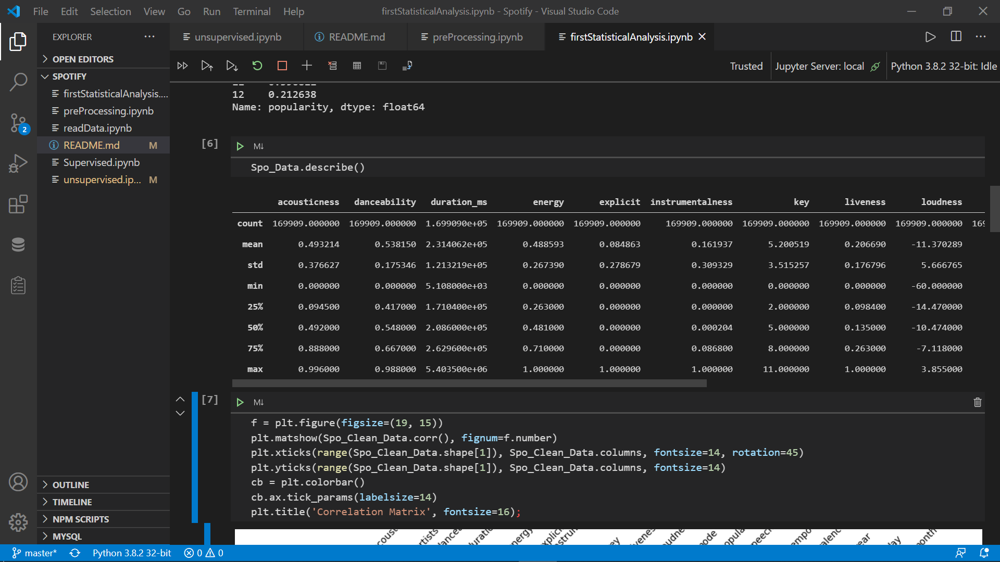 File Edit Selection View Go Run Terminal Help
firstStatisticalAnalysis.ipynb - Spotify - Visual Studio Code
EXPLORER
unsupervised.ipynb
README.md
preProcessing.ipynb
firstStatisticalAnalysis.ipynb
OPEN EDITORS
SPOTIFY
firstStatisticalAnalysis....
preProcessing.ipynb
readData.ipynb
README.md M
Supervised.ipynb
unsupervised.ip... M
2
Trusted
Jupyter Server: local
Python 3.8.2 32-bit: Idle
12 0.212638
Name: popularity, dtype: float64
[6]
M↓
Spo_Data.describe()
acousticness danceability duration_ms energy explicit instrumentalness key liveness loudness
count 169909.000000 169909.000000 1.699090e+05 169909.000000 169909.000000 169909.000000 169909.000000 169909.000000 169909.000000 169
mean 0.493214 0.538150 2.314062e+05 0.488593 0.084863 0.161937 5.200519 0.206690 -11.370289
std 0.376627 0.175346 1.213219e+05 0.267390 0.278679 0.309329 3.515257 0.176796 5.666765
min 0.000000 0.000000 5.108000e+03 0.000000 0.000000 0.000000 0.000000 0.000000 -60.000000
25% 0.094500 0.417000 1.710400e+05 0.263000 0.000000 0.000000 2.000000 0.098400 -14.470000
50% 0.492000 0.548000 2.086000e+05 0.481000 0.000000 0.000204 5.000000 0.135000 -10.474000
75% 0.888000 0.667000 2.629600e+05 0.710000 0.000000 0.086800 8.000000 0.263000 -7.118000
max 0.996000 0.988000 5.403500e+06 1.000000 1.000000 1.000000 11.000000 1.000000 3.855000
[7]
M↓
f = plt.figure(figsize=(19, 15))
plt.matshow(Spo_Clean_Data.corr(), fignum=f.number)
plt.xticks(range(Spo_Clean_Data.shape[1]), Spo_Clean_Data.columns, fontsize=14, rotation=45)
plt.yticks(range(Spo_Clean_Data.shape[1]), Spo_Clean_Data.columns, fontsize=14)
cb = plt.colorbar()
cb.ax.tick_params(labelsize=14)
plt.title('Correlation Matrix', fontsize=16);
OUTLINE
TIMELINE
NPM SCRIPTS
MYSQL
master*
Python 3.8.2 32-bit
0 0